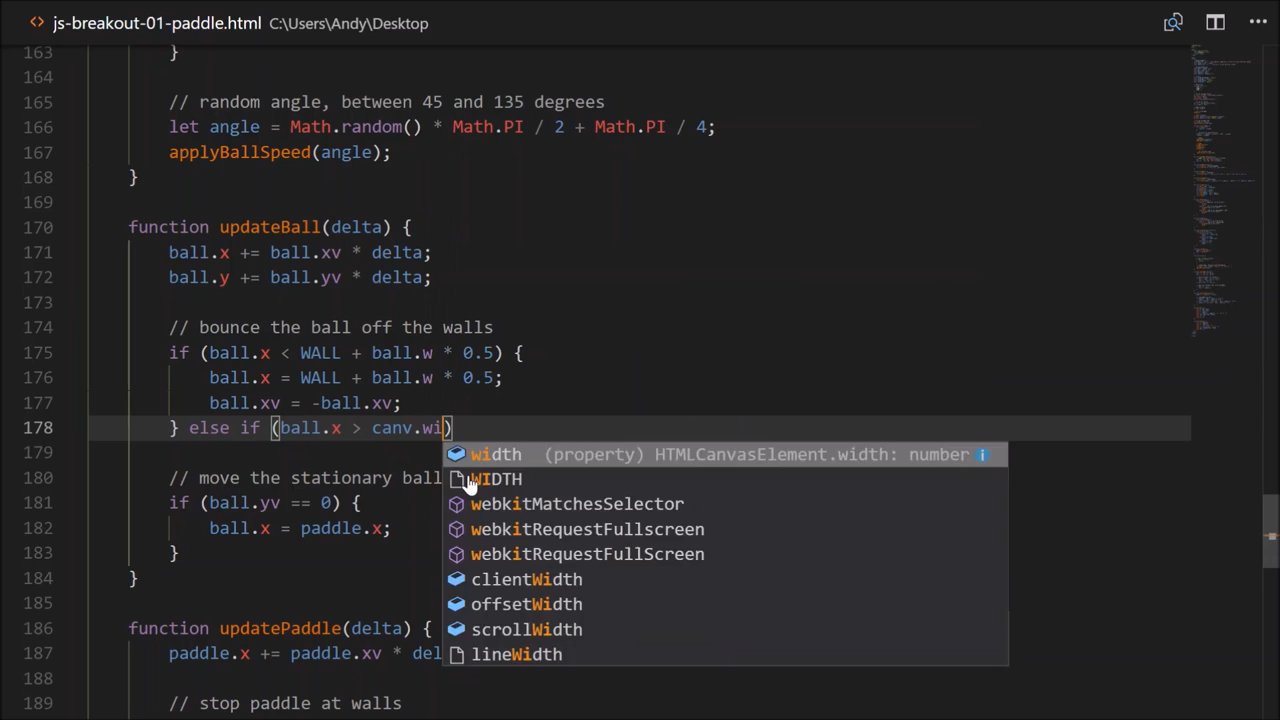 js-breakout-01-paddle.html C:\Users\Andy\Desktop
163 }
164
165 // random angle, between 45 and 135 degrees
166 let angle = Math.random() * Math.PI / 2 + Math.PI / 4;
167 applyBallSpeed(angle);
168 }
169
170 function updateBall(delta) {
171 ball.x += ball.xv * delta;
172 ball.y += ball.yv * delta;
173
174 // bounce the ball off the walls
175 if (ball.x < WALL + ball.w * 0.5) {
176 ball.x = WALL + ball.w * 0.5;
177 ball.xv = -ball.xv;
178 } else if (ball.x > canv.wi)
179 width (property) HTMLCanvasElement.width: number
180 // move the stationary ball WIDTH
181 if (ball.yv == 0) { webkitMatchesSelector
182 ball.x = paddle.x; webkitRequestFullscreen
183 } webkitRequestFullScreen
184 } clientWidth
185 offsetWidth
186 function updatePaddle(delta) { scrollWidth
187 paddle.x += paddle.xv * del lineWidth
188
189 // stop paddle at walls